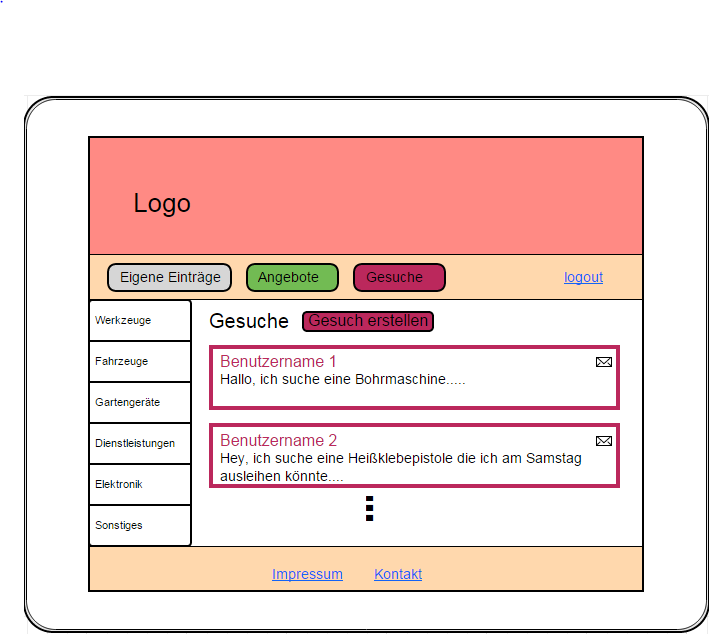 Logo
Eigene Einträge Angebote Gesuche logout
Werkzeuge
Fahrzeuge
Gartengeräte
Dienstleistungen
Elektronik
Sonstiges
Gesuche Gesuch erstellen
Benutzername 1
Hallo, ich suche eine Bohrmaschine.....
Benutzername 2
Hey, ich suche eine Heißklebepistole die ich am Samstag
ausleihen könnte....
Impressum Kontakt